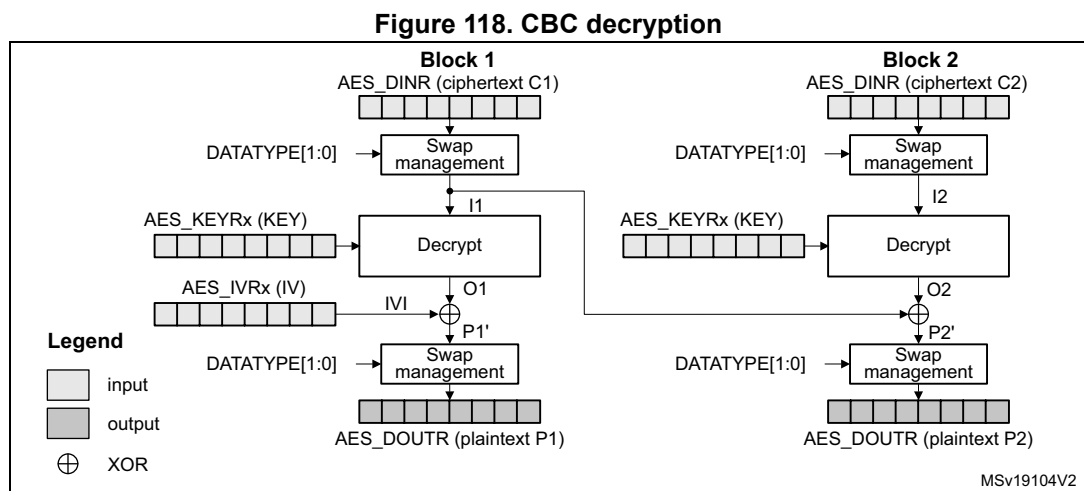 Figure 118. CBC decryption
Block 1
AES_DINR (ciphertext C1)
DATATYPE[1:0]
Swap
management
I1
AES_KEYRx (KEY)
Decrypt
O1
AES_IVRx (IV)
IVI
P1'
DATATYPE[1:0]
Swap
management
AES_DOUTR (plaintext P1)
Block 2
AES_DINR (ciphertext C2)
DATATYPE[1:0]
Swap
management
I2
AES_KEYRx (KEY)
Decrypt
O2
P2'
DATATYPE[1:0]
Swap
management
AES_DOUTR (plaintext P2)
Legend
input
output
XOR
MSv19104V2